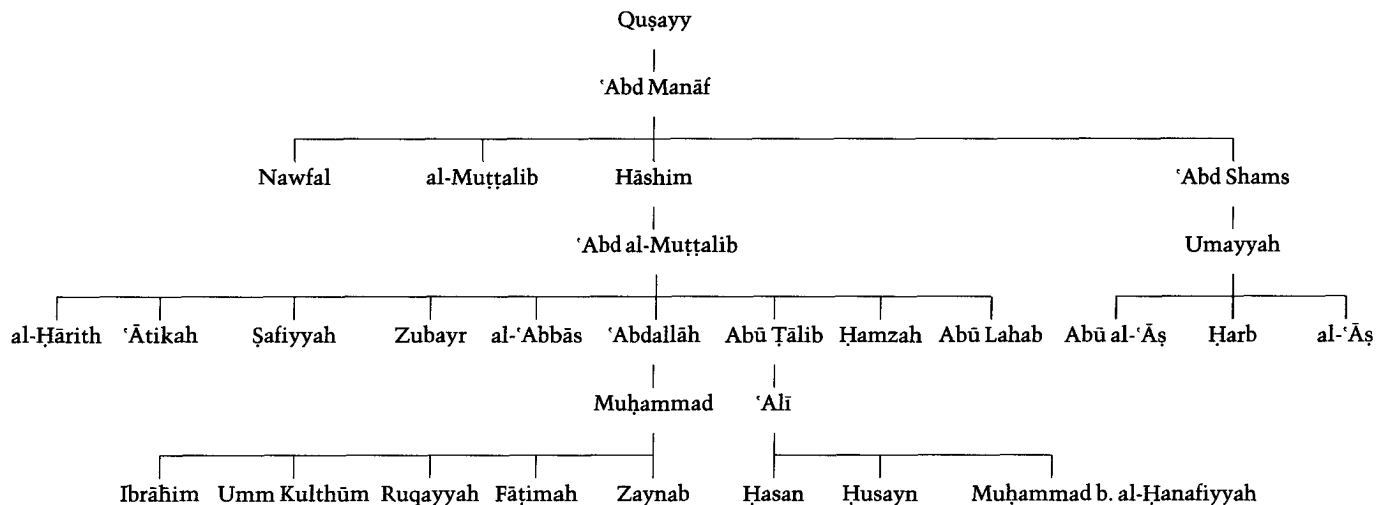 Quṣayy
ʿAbd Manāf
Nawfal al-Muṭṭalib Hāshim ʿAbd Shams
ʿAbd al-Muṭṭalib Umayyah
al-Ḥārith ʿĀtikah Ṣafiyyah Zubayr al-ʿAbbās ʿAbdallāh Abū Ṭālib Ḥamzah Abū Lahab Abū al-ʿĀṣ Ḥarb al-ʿĀṣ
Muḥammad ʿAlī
Ibrāhim Umm Kulthūm Ruqayyah Fāṭimah Zaynab Ḥasan Ḥusayn Muḥammad b. al-Ḥanafiyyah